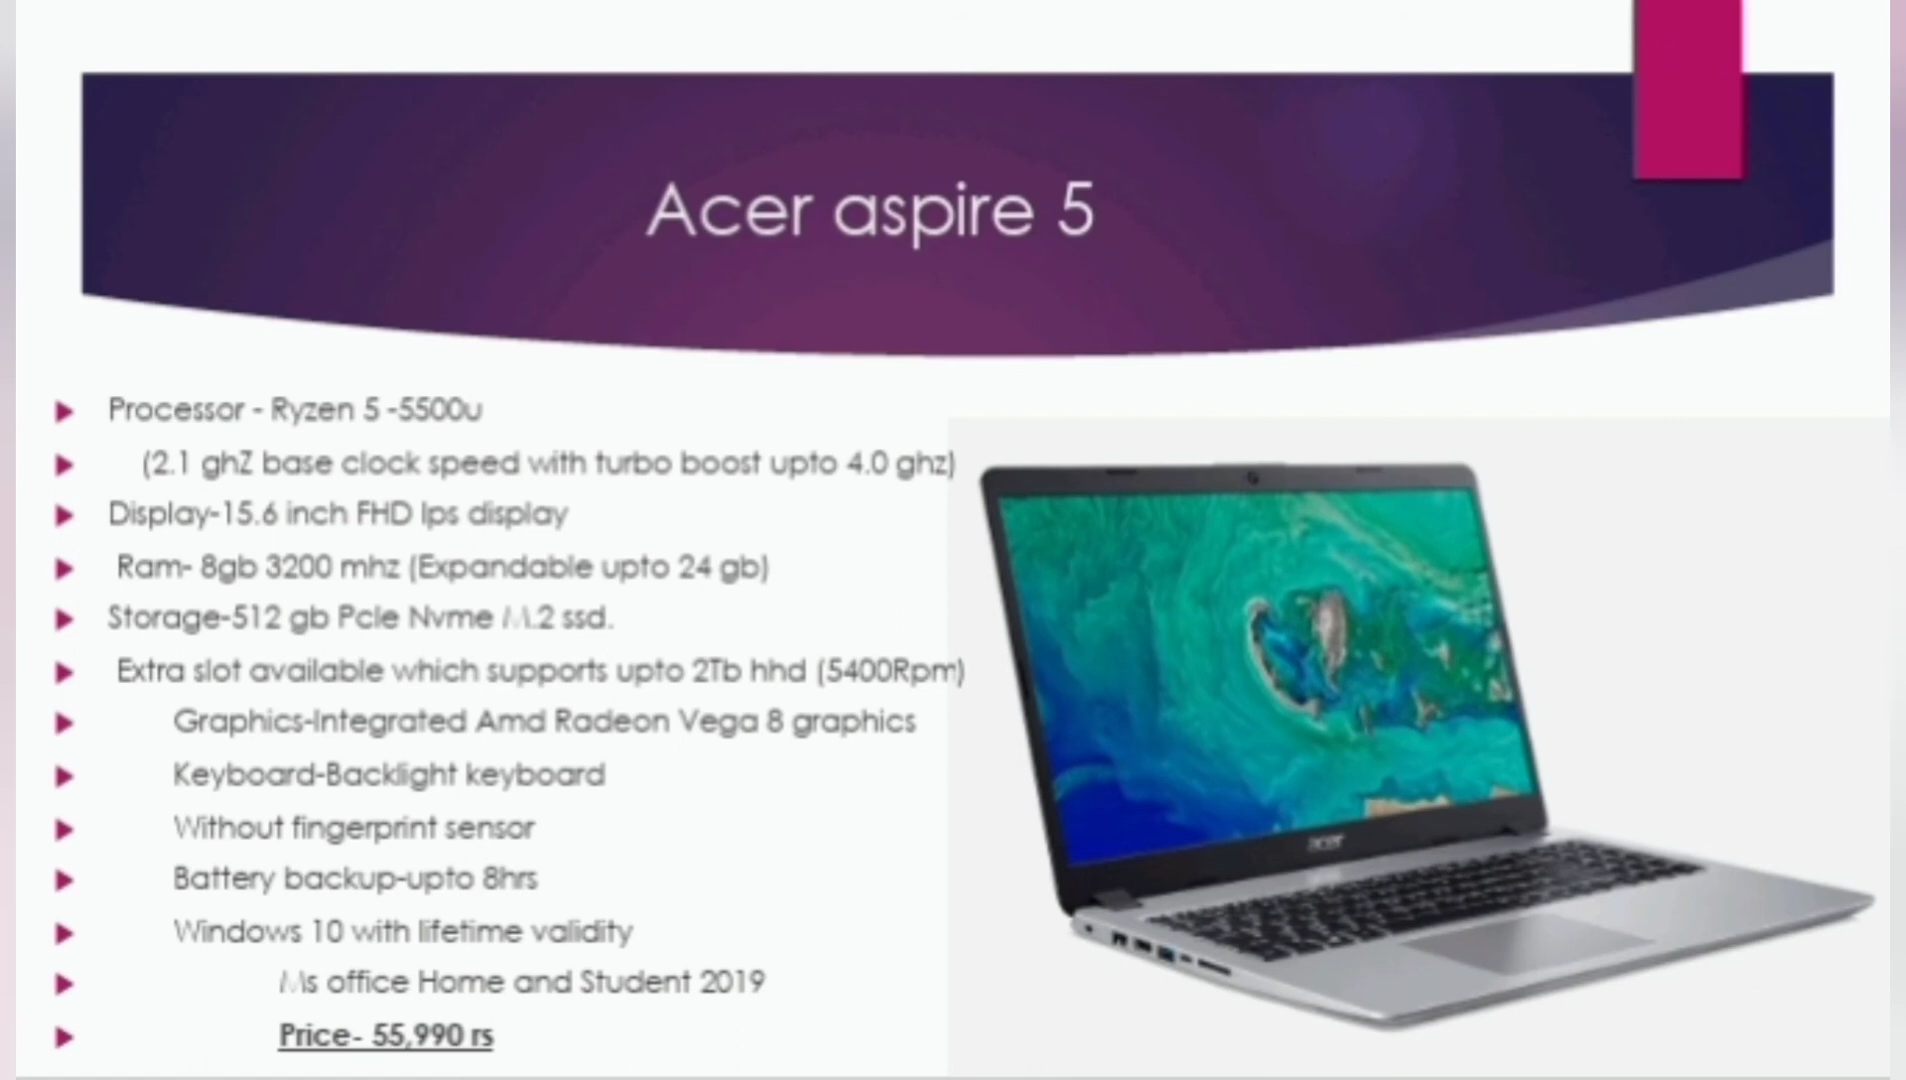 Acer aspire 5
Processor - Ryzen 5 -5500u
(2.1 ghZ base clock speed with turbo boost upto 4.0 ghz)
Display-15.6 inch FHD Ips display
Ram- 8gb 3200 mhz (Expandable upto 24 gb)
Storage-512 gb PcIe Nvme M.2 ssd.
Extra slot available which supports upto 2Tb hhd (5400Rpm)
Graphics-Integrated Amd Radeon Vega 8 graphics
Keyboard-Backlight keyboard
Without fingerprint sensor
Battery backup-upto 8hrs
Windows 10 with lifetime validity
Ms office Home and Student 2019
Price- 55,990 rs
acer